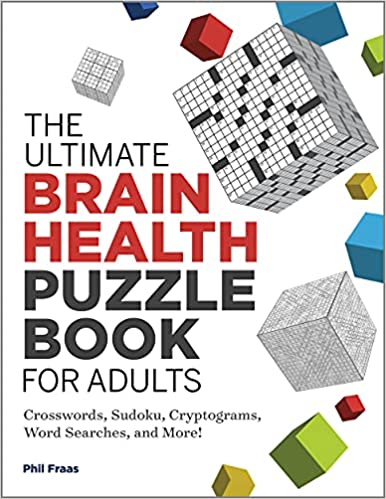 THE
ULTIMATE
BRAIN
HEALTH
PUZZLE
BOOK
FOR ADULTS
Crosswords, Sudoku, Cryptograms,
Word Searches, and More!
Phil Fraas